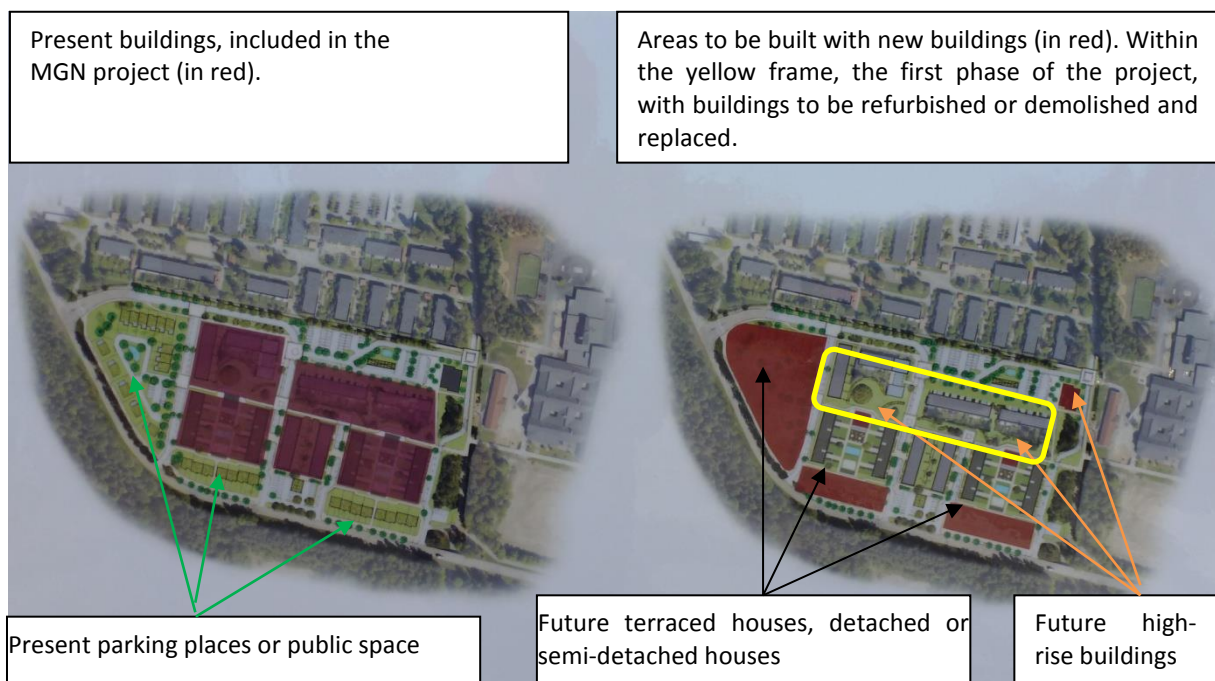 Present buildings, included in the
MGN project (in red).
Areas to be built with new buildings (in red). Within
the yellow frame, the first phase of the project,
with buildings to be refurbished or demolished and
replaced.
Present parking places or public space
Future terraced houses, detached or
semi-detached houses
Future high-
rise buildings